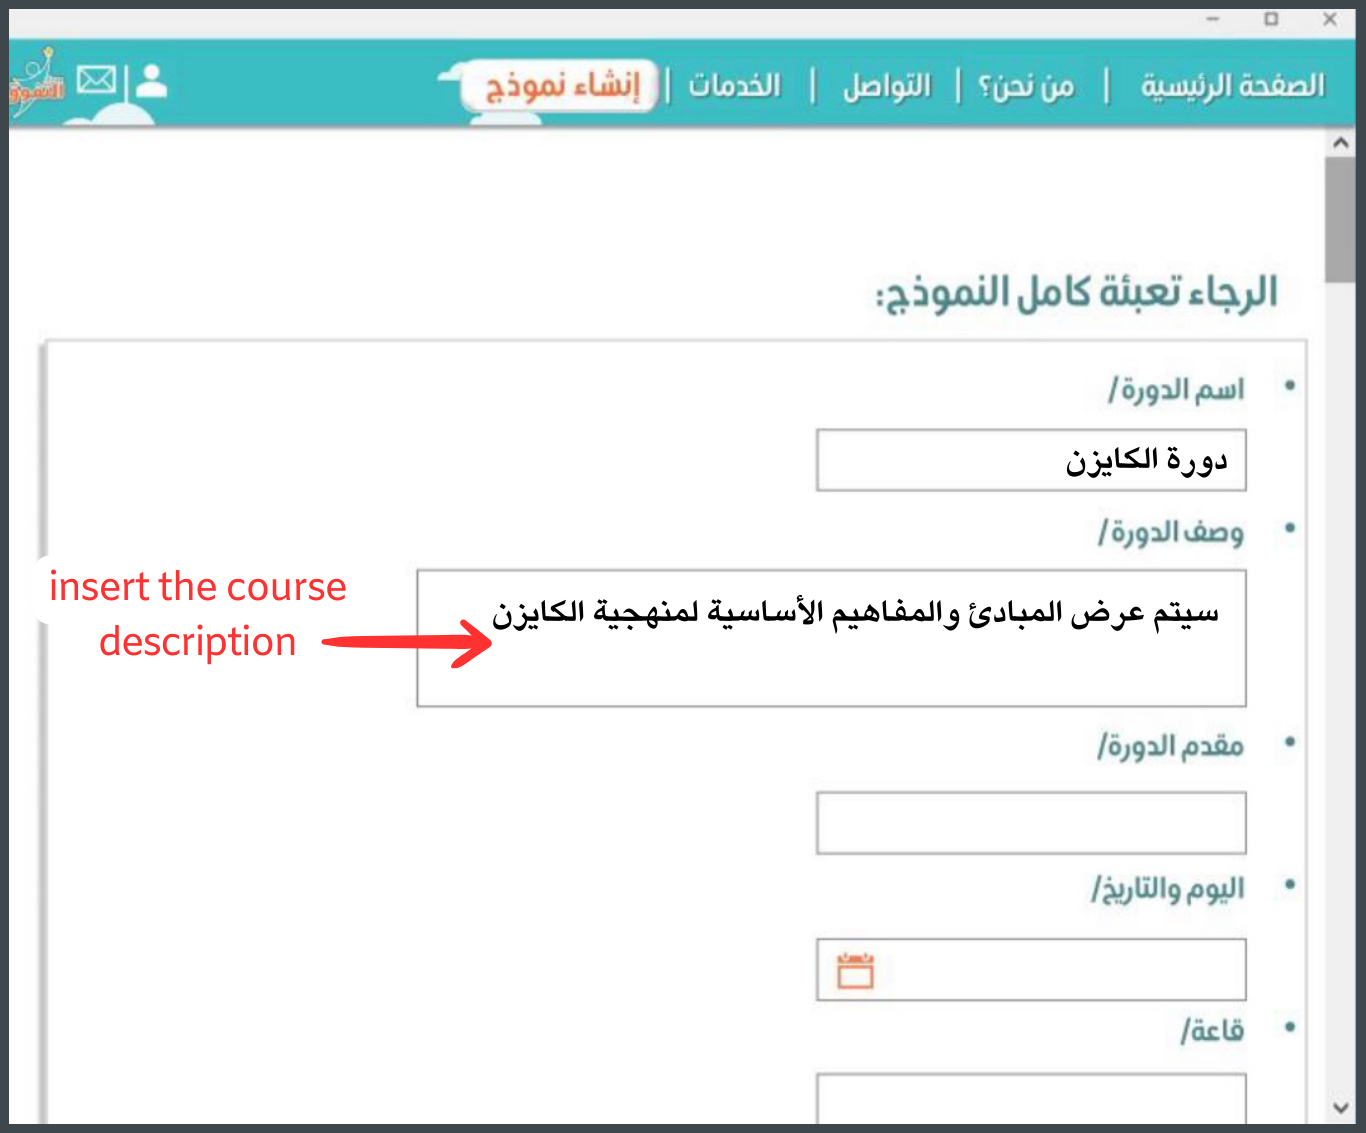 الصفحة الرئيسية | من نحن؟ | التواصل | الخدمات | إنشاء نموذج
التفوق
الرجاء تعبئة كامل النموذج:
• اسم الدورة/
دورة الكايزن
• وصف الدورة/
سيتم عرض المبادئ والمفاهيم الأساسية لمنهجية الكايزن
insert the course
description
• مقدم الدورة/
• اليوم والتاريخ/
• قاعة/